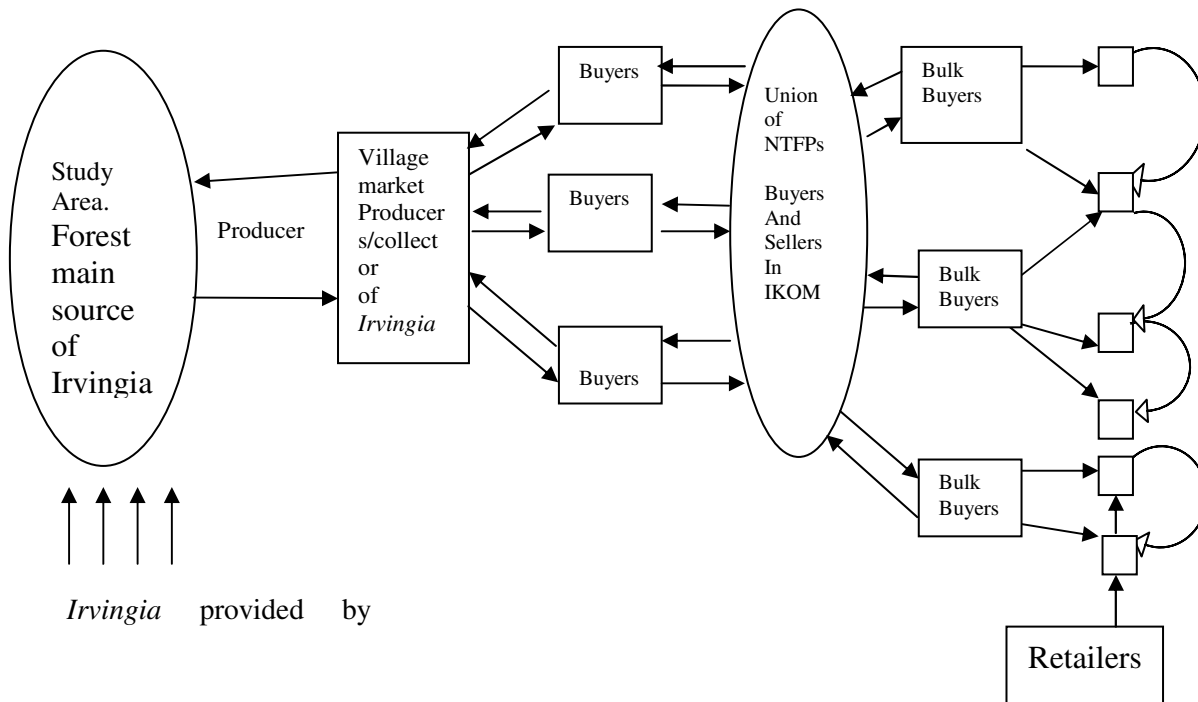 Study
Area.
Forest
main
source
of
Irvingia
Producer
Village
market
Producer
s/collect
or
of
Irvingia
Buyers
Buyers
Buyers
Union
of
NTFPs
Buyers
And
Sellers
In
IKOM
Bulk
Buyers
Bulk
Buyers
Bulk
Buyers
Irvingia provided by
Retailers